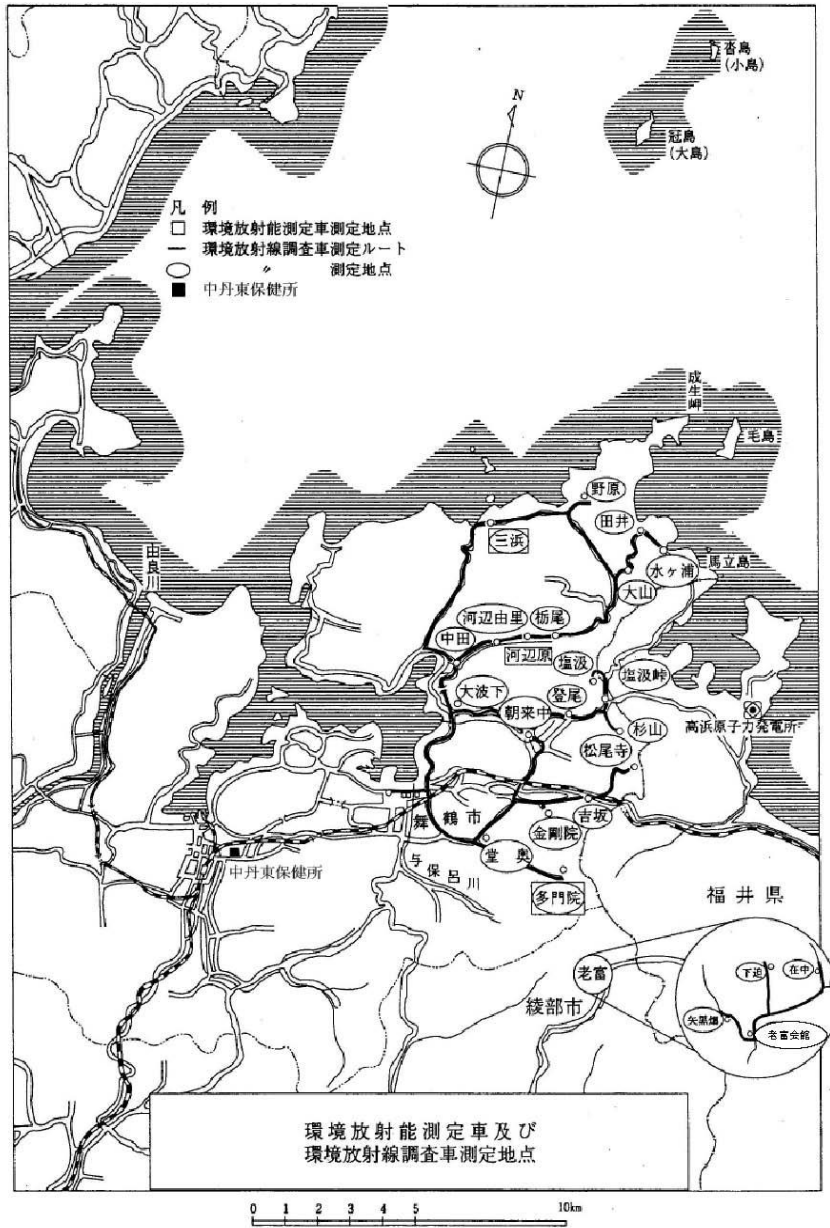 沓島
(小島)
N
冠島
(大島)
凡 例
環境放射能測定車測定地点
環境放射線調査車測定ルート
〃 測定地点
中丹東保健所
成生岬
毛島
野原
田井
三浜
馬立島
水ヶ浦
大山
由良川
河辺由里
栃尾
中田
河辺原
塩汲
塩汲峠
大波下
登尾
朝来中
杉山
高浜原子力発電所
松尾寺
舞鶴市
吉坂
金剛院
堂奥
中丹東保健所
与保呂川
多門院
福井県
老富
下迫
在中
綾部市
老富会館
環境放射能測定車及び
環境放射線調査車測定地点
0 1 2 3 4 5 10km